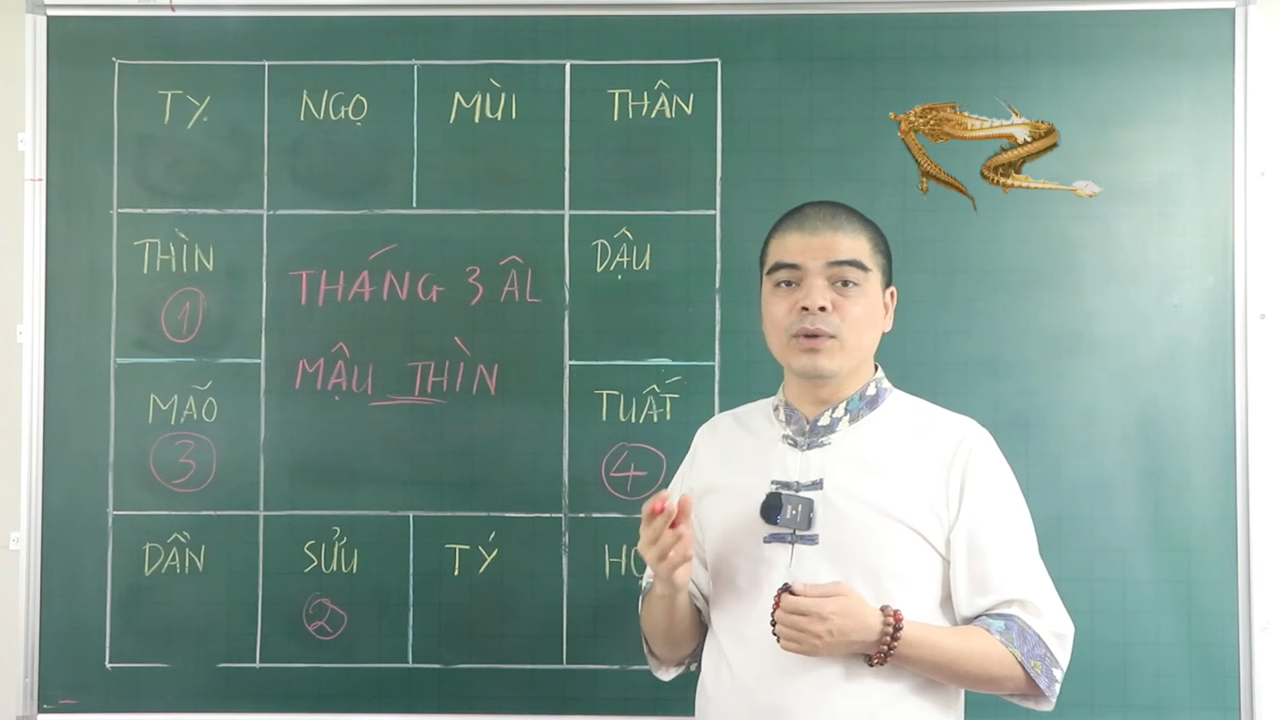 TỴ NGỌ MÙI THÂN
THÌN DẬU
1
THÁNG 3 ÂL
MẬU THÌN
MÃO TUẤT
3 4
DẦN SỬU TÝ
2